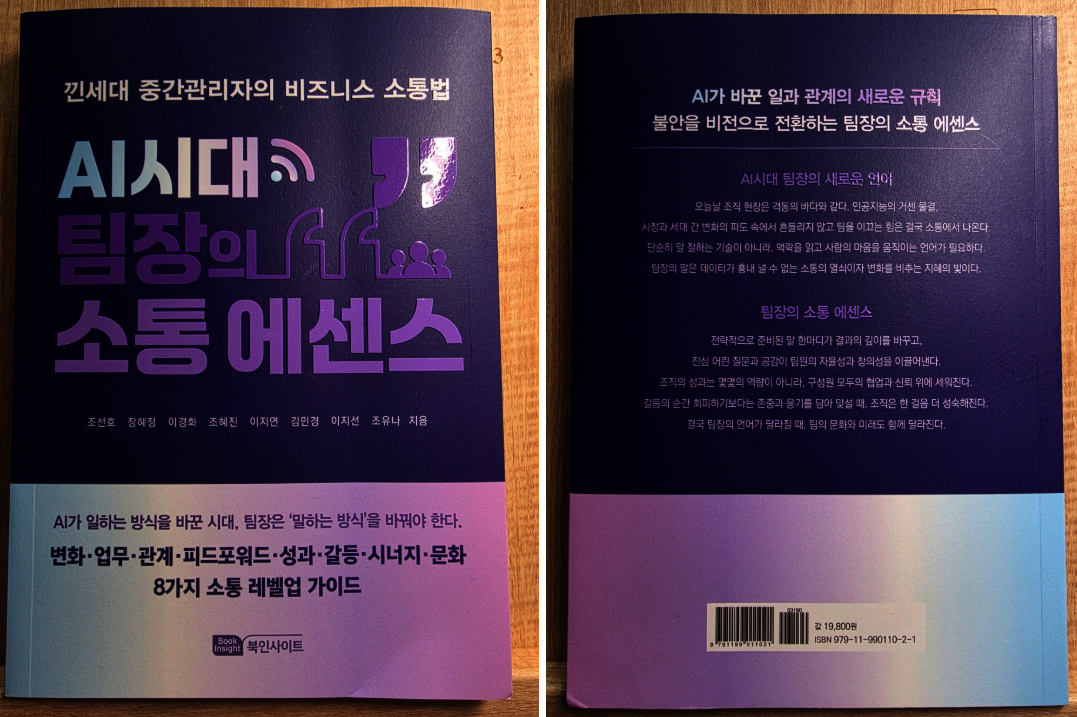 낀세대 중간관리자의 비즈니스 소통법
AI시대
팀장의
소통 에센스
조선호 장혜정 이경화 조혜진 이지연 김민경 이지선 조유나 지음
AI가 일하는 방식을 바꾼 시대, 팀장은 ‘말하는 방식’을 바꿔야 한다.
변화·업무·관계·피드포워드·성과·갈등·시너지·문화
8가지 소통 레벨업 가이드
Book Insight 북인사이트
3
AI가 바꾼 일과 관계의 새로운 규칙
불안을 비전으로 전환하는 팀장의 소통 에센스
AI시대 팀장의 새로운 언어
오늘날 조직 현장은 격동의 바다와 같다. 인공지능의 거센 물결,
시장과 세대 간 변화의 파도 속에서 흔들리지 않고 팀을 이끄는 힘은 결국 소통에서 나온다.
단순히 말 잘하는 기술이 아니라, 맥락을 읽고 사람의 마음을 움직이는 언어가 필요하다.
팀장의 말은 데이터가 흉내 낼 수 없는 소통의 열쇠이자 변화를 비추는 지혜의 빛이다.
팀장의 소통 에센스
전략적으로 준비된 말 한마디가 결과의 깊이를 바꾸고,
진심 어린 질문과 공감이 팀원의 자율성과 창의성을 이끌어낸다.
조직의 성과는 몇몇의 역량이 아니라, 구성원 모두의 협업과 신뢰 위에 세워진다.
갈등의 순간 회피하기보다는 존중과 용기를 담아 맞설 때, 조직은 한 걸음 더 성숙해진다.
결국 팀장의 언어가 달라질 때, 팀의 문화와 미래도 함께 달라진다.
03190
9 791199 011021
값 19,800원
ISBN 979-11-990110-2-1